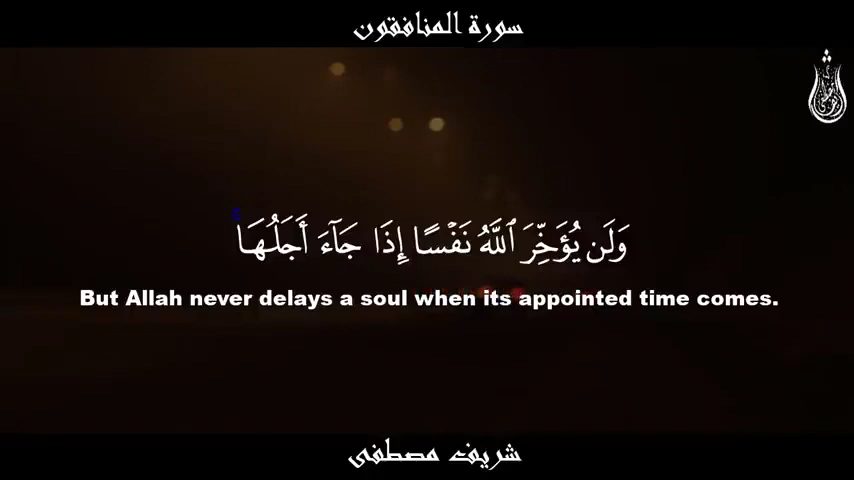 سورة المنافقون
وَلَن يُؤَخِّرَ ٱللَّهُ نَفْسًا إِذَا جَآءَ أَجَلُهَا ۚ
But Allah never delays a soul when its appointed time comes.
شريف مصطفى